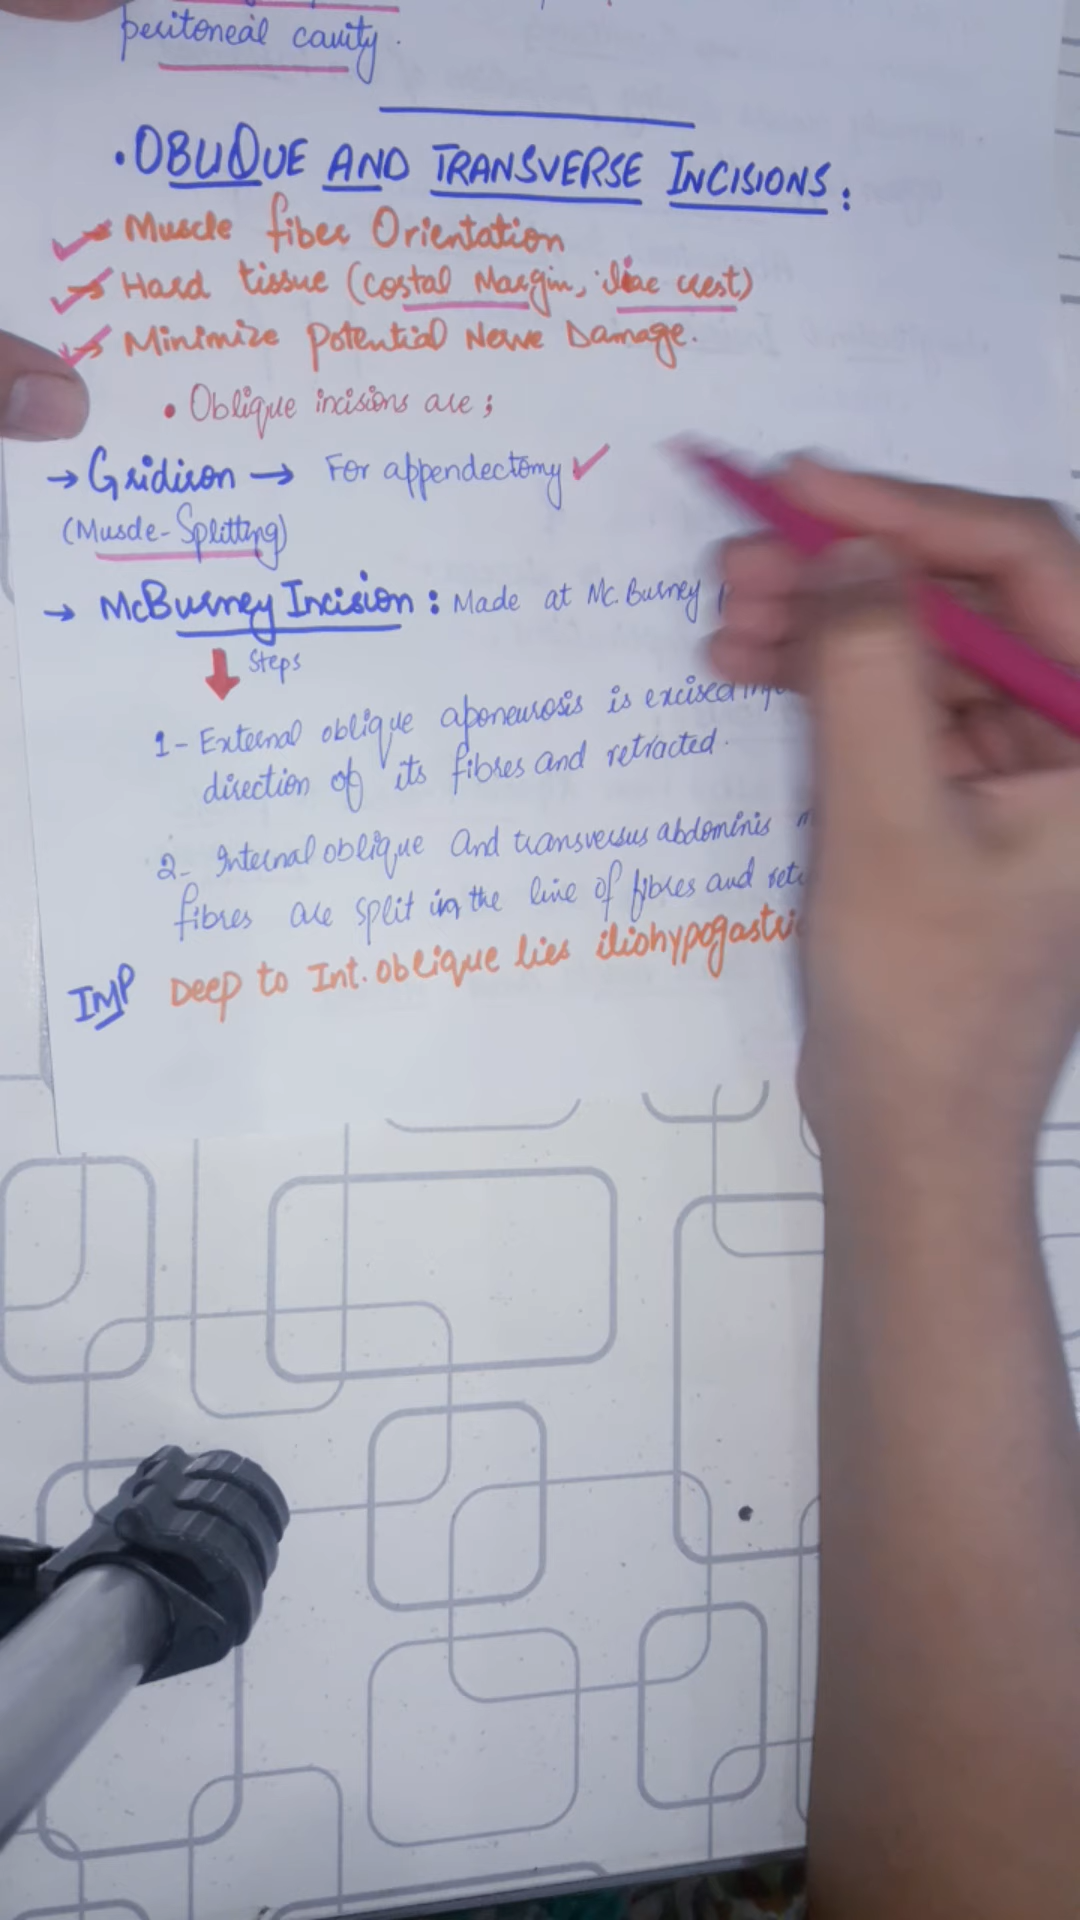 peritoneal cavity.
• OBLIQUE AND TRANSVERSE INCISIONS :
→ Muscle fiber Orientation
→ Hard tissue (costal Margin, iliac crest)
→ Minimize Potential Nerve Damage.
• Oblique incisions are ;
→ Gridiron → For appendectomy ✓
(Muscle-Splitting)
→ McBurney Incision : Made at Mc.Burney
↓ Steps
1- External oblique aponeurosis is excised in
direction of its fibres and retracted.
2- Internal oblique and transversus abdominis
fibres are split in the line of fibres and
IMP Deep to Int. oblique lies iliohypogastric